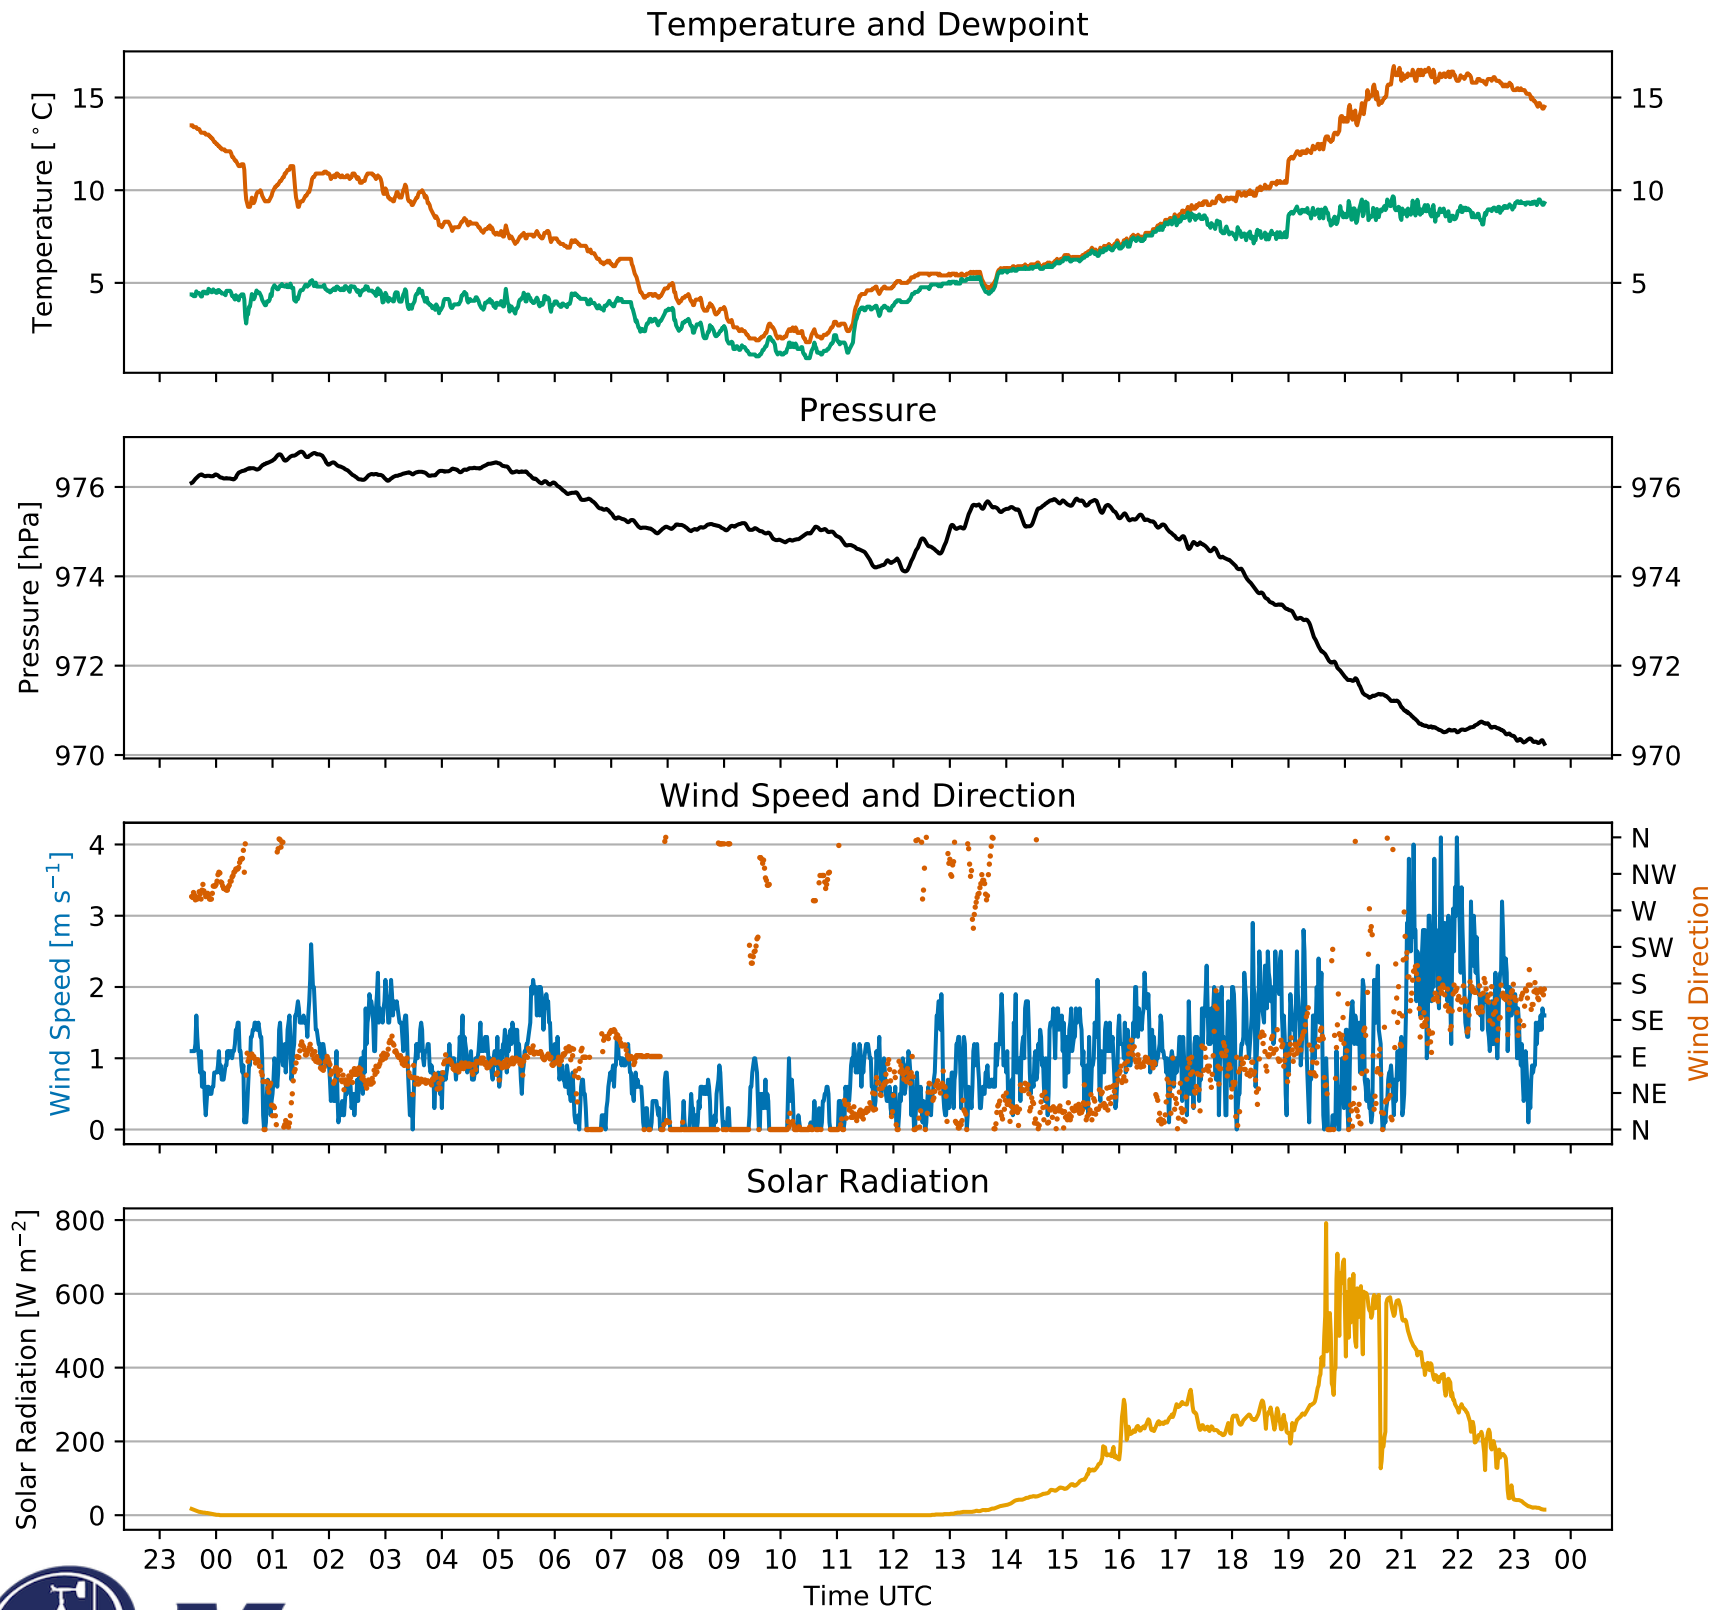 Temperature and Dewpoint
Temperature [°C]
15 15
10 10
5 5
Pressure
Pressure [hPa]
976 976
974 974
972 972
970 970
Wind Speed and Direction
Wind Speed [m s⁻¹]
Wind Direction
4 N
NW
3 W
SW
2 S
SE
1 E
NE
0 N
Solar Radiation
Solar Radiation [W m⁻²]
800
600
400
200
0
23 00 01 02 03 04 05 06 07 08 09 10 11 12 13 14 15 16 17 18 19 20 21 22 23 00
Time UTC